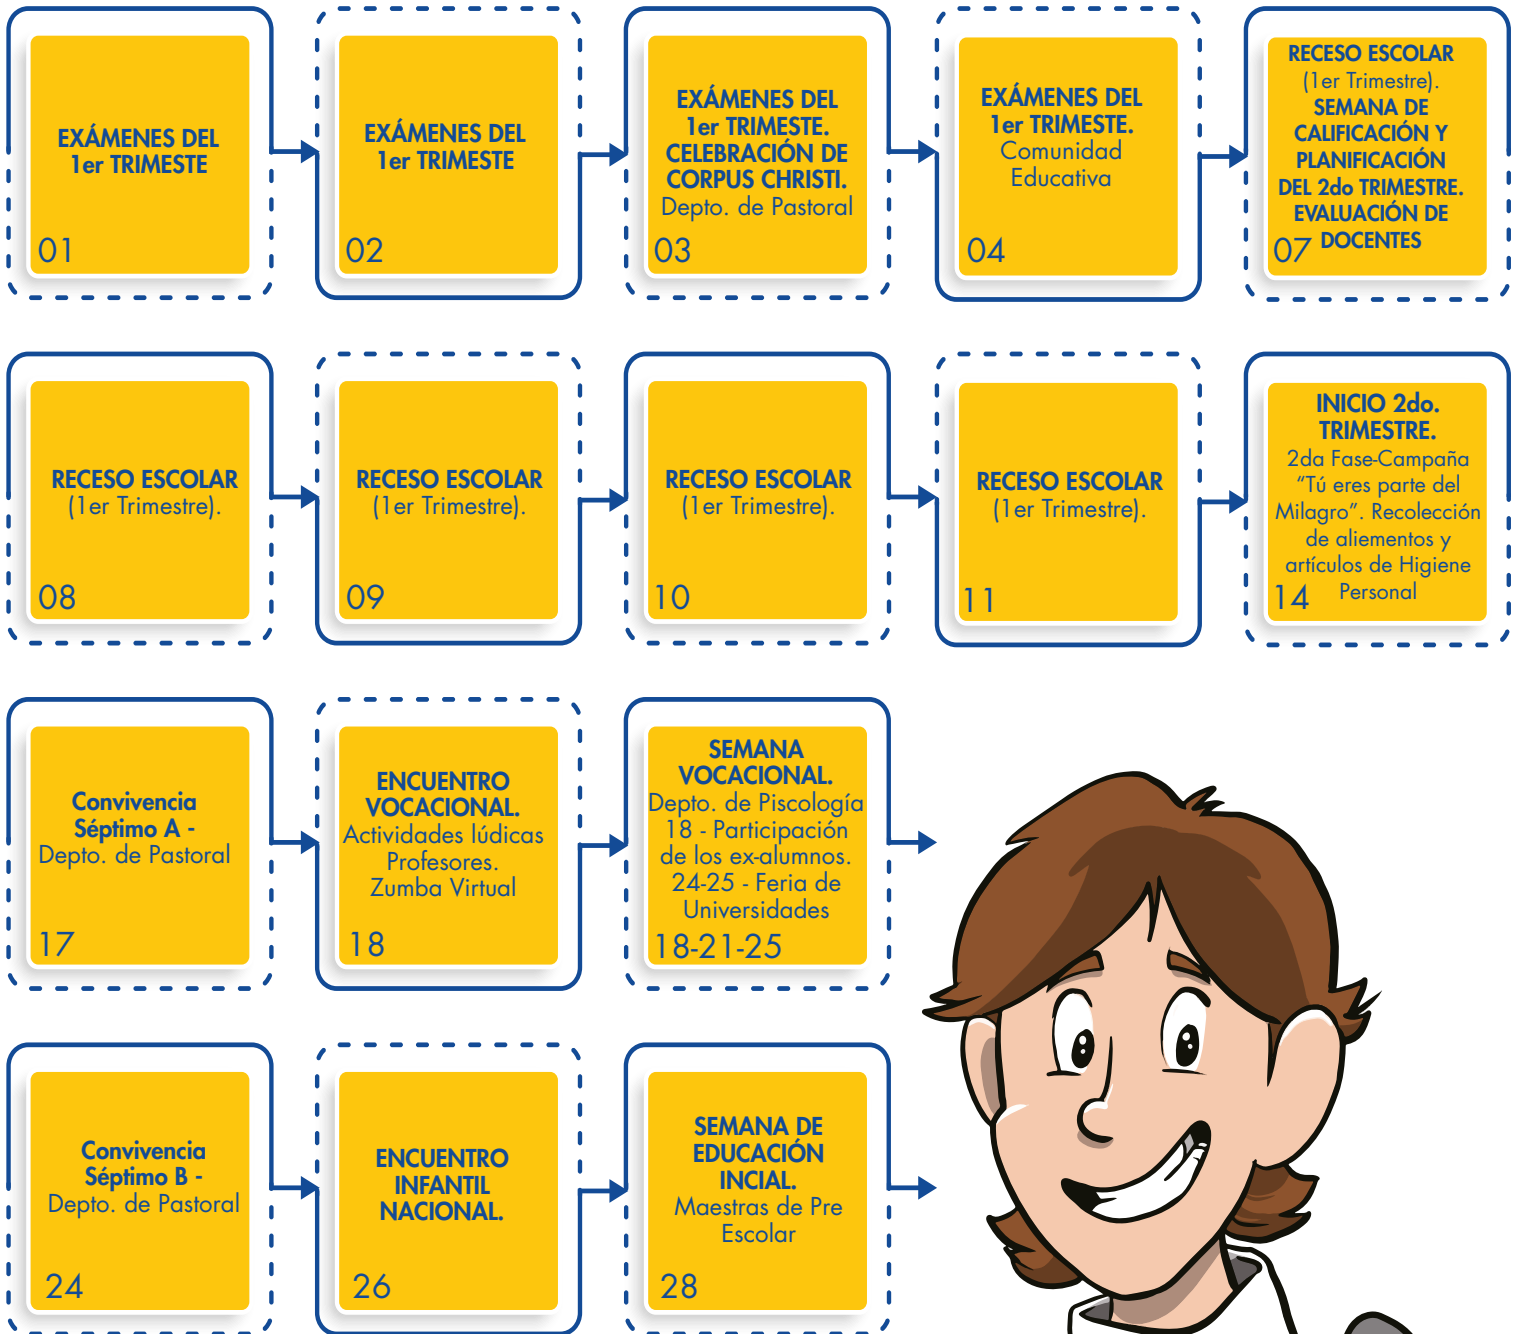 EXÁMENES DEL
1er TRIMESTE
01
EXÁMENES DEL
1er TRIMESTE
02
EXÁMENES DEL
1er TRIMESTE.
CELEBRACIÓN DE
CORPUS CHRISTI.
Depto. de Pastoral
03
EXÁMENES DEL
1er TRIMESTE.
Comunidad
Educativa
04
RECESO ESCOLAR
(1er Trimestre).
SEMANA DE
CALIFICACIÓN Y
PLANIFICACIÓN
DEL 2do TRIMESTRE.
EVALUACIÓN DE
DOCENTES
07
RECESO ESCOLAR
(1er Trimestre).
08
RECESO ESCOLAR
(1er Trimestre).
09
RECESO ESCOLAR
(1er Trimestre).
10
RECESO ESCOLAR
(1er Trimestre).
11
INICIO 2do.
TRIMESTRE.
2da Fase-Campaña
“Tú eres parte del
Milagro”. Recolección
de aliementos y
artículos de Higiene
Personal
14
Convivencia
Séptimo A -
Depto. de Pastoral
17
ENCUENTRO
VOCACIONAL.
Actividades lúdicas
Profesores.
Zumba Virtual
18
SEMANA
VOCACIONAL.
Depto. de Piscología
18 - Participación
de los ex-alumnos.
24-25 - Feria de
Universidades
18-21-25
Convivencia
Séptimo B -
Depto. de Pastoral
24
ENCUENTRO
INFANTIL
NACIONAL.
26
SEMANA DE
EDUCACIÓN
INCIAL.
Maestras de Pre
Escolar
28